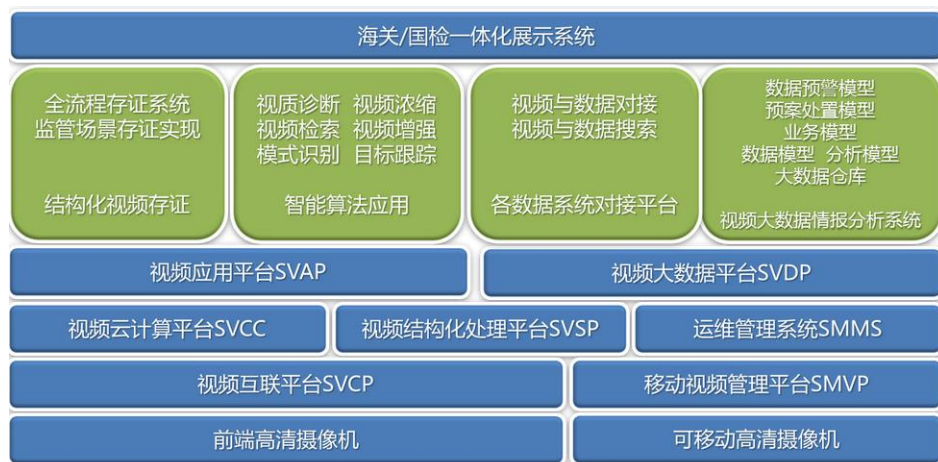 海关/国检一体化展示系统
全流程存证系统
监管场景存证实现
结构化视频存证
视质诊断 视频浓缩
视频检索 视频增强
模式识别 目标跟踪
智能算法应用
视频与数据对接
视频与数据搜索
各数据系统对接平台
数据预警模型
预案处置模型
业务模型
数据模型 分析模型
大数据仓库
视频大数据情报分析系统
视频应用平台SVAP
视频大数据平台SVDP
视频云计算平台SVCC
视频结构化处理平台SVSP
运维管理系统SMMS
视频互联平台SVCP
移动视频管理平台SMVP
前端高清摄像机
可移动高清摄像机